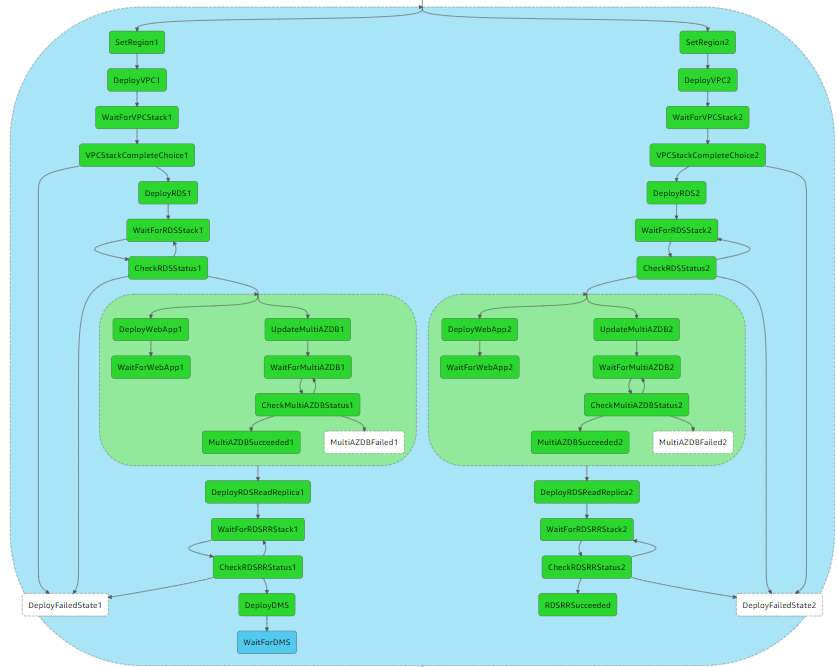 SetRegion1
SetRegion2
DeployVPC1
DeployVPC2
WaitForVPCStack1
WaitForVPCStack2
VPCStackCompleteChoice1
VPCStackCompleteChoice2
DeployRDS1
DeployRDS2
WaitForRDSStack1
WaitForRDSStack2
CheckRDSStatus1
CheckRDSStatus2
DeployWebApp1
UpdateMultiAZDB1
DeployWebApp2
UpdateMultiAZDB2
WaitForWebApp1
WaitForMultiAZDB1
WaitForWebApp2
WaitForMultiAZDB2
CheckMultiAZDBStatus1
CheckMultiAZDBStatus2
MultiAZDBSucceeded1
MultiAZDBFailed1
MultiAZDBSucceeded2
MultiAZDBFailed2
DeployRDSReadReplica1
DeployRDSReadReplica2
WaitForRDSRRStack1
WaitForRDSRRStack2
CheckRDSRRStatus1
CheckRDSRRStatus2
DeployFailedState1
DeployDMS
RDSRRSucceeded
DeployFailedState2
WaitForDMS